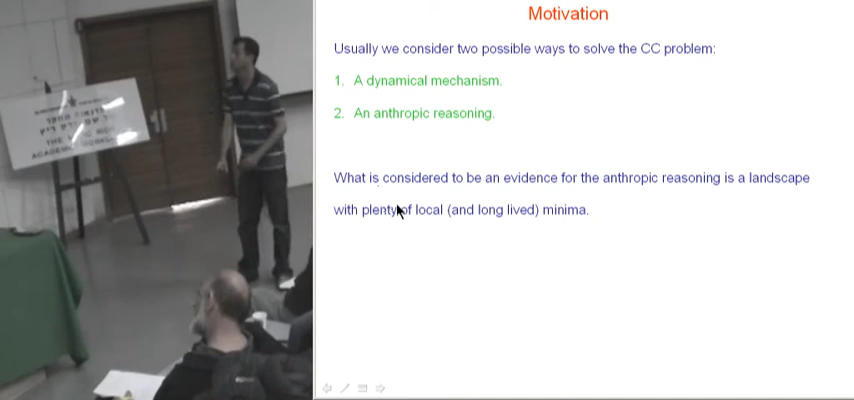 Motivation
Usually we consider two possible ways to solve the CC problem:
1. A dynamical mechanism.
2. An anthropic reasoning.
What is considered to be an evidence for the anthropic reasoning is a landscape
with plenty of local (and long lived) minima.
THE
ACADEMIC